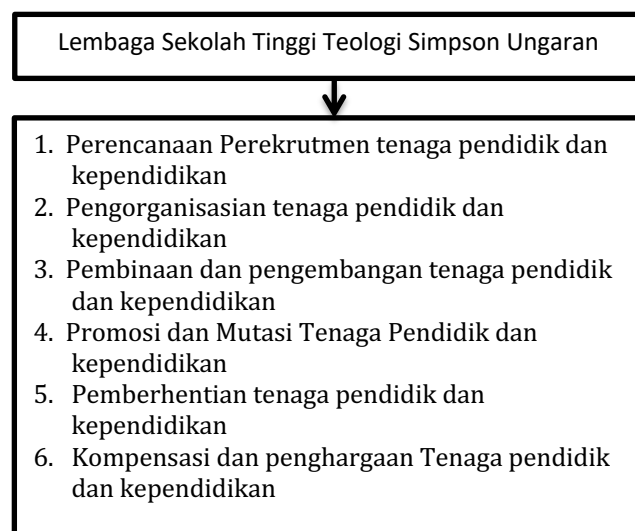 Lembaga Sekolah Tinggi Teologi Simpson Ungaran
1. Perencanaan Perekrutmen tenaga pendidik dan
kependidikan
2. Pengorganisasian tenaga pendidik dan
kependidikan
3. Pembinaan dan pengembangan tenaga pendidik
dan kependidikan
4. Promosi dan Mutasi Tenaga Pendidik dan
kependidikan
5. Pemberhentian tenaga pendidik dan
kependidikan
6. Kompensasi dan penghargaan Tenaga pendidik
dan kependidikan